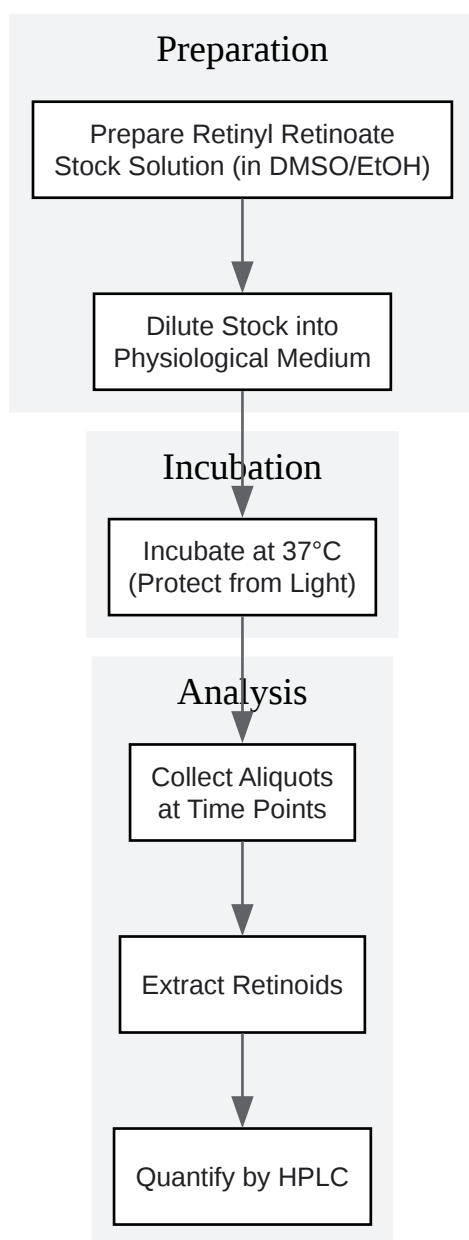 Preparation
Prepare Retinyl Retinoate
Stock Solution (in DMSO/EtOH)
Dilute Stock into
Physiological Medium
Incubation
Incubate at 37°C
(Protect from Light)
Analysis
Collect Aliquots
at Time Points
Extract Retinoids
Quantify by HPLC